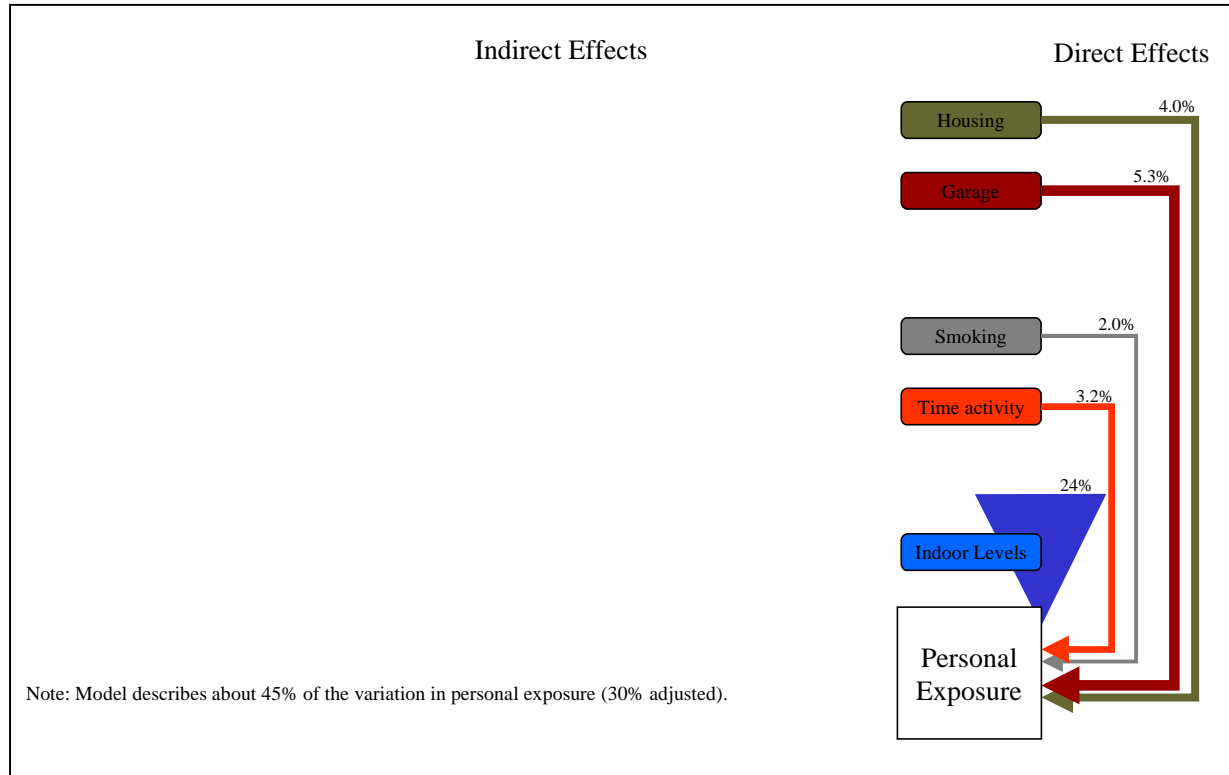 Indirect Effects
Direct Effects
4.0%
Housing
5.3%
Garage
2.0%
Smoking
3.2%
Time activity
24%
Indoor Levels
Personal
Exposure
Note: Model describes about 45% of the variation in personal exposure (30% adjusted).